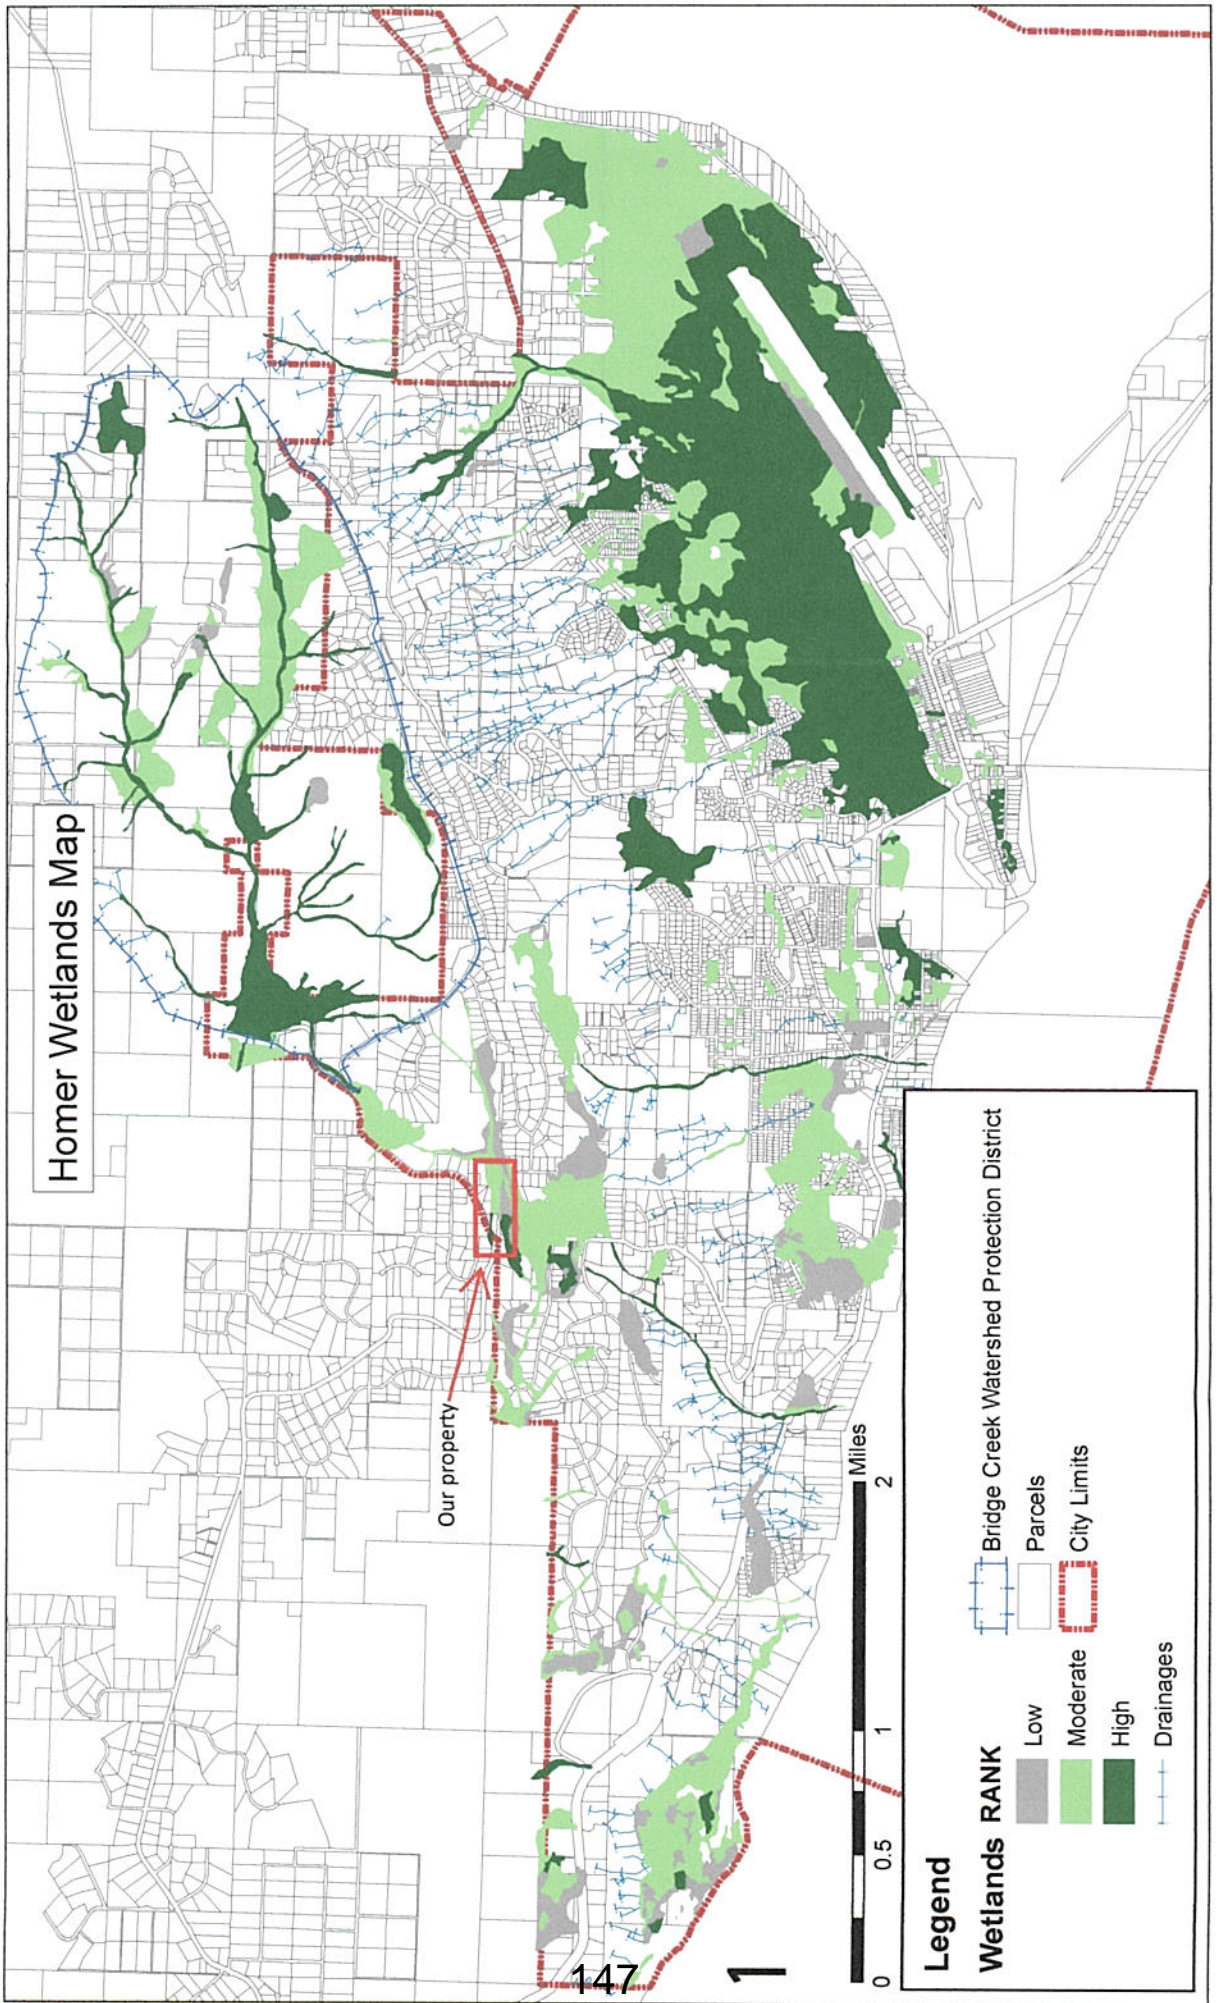 Homer Wetlands Map
Our property
Miles
0 0.5 1 2
1
Legend
Wetlands RANK
Low
Moderate
High
Drainages
Bridge Creek Watershed Protection District
Parcels
City Limits
147